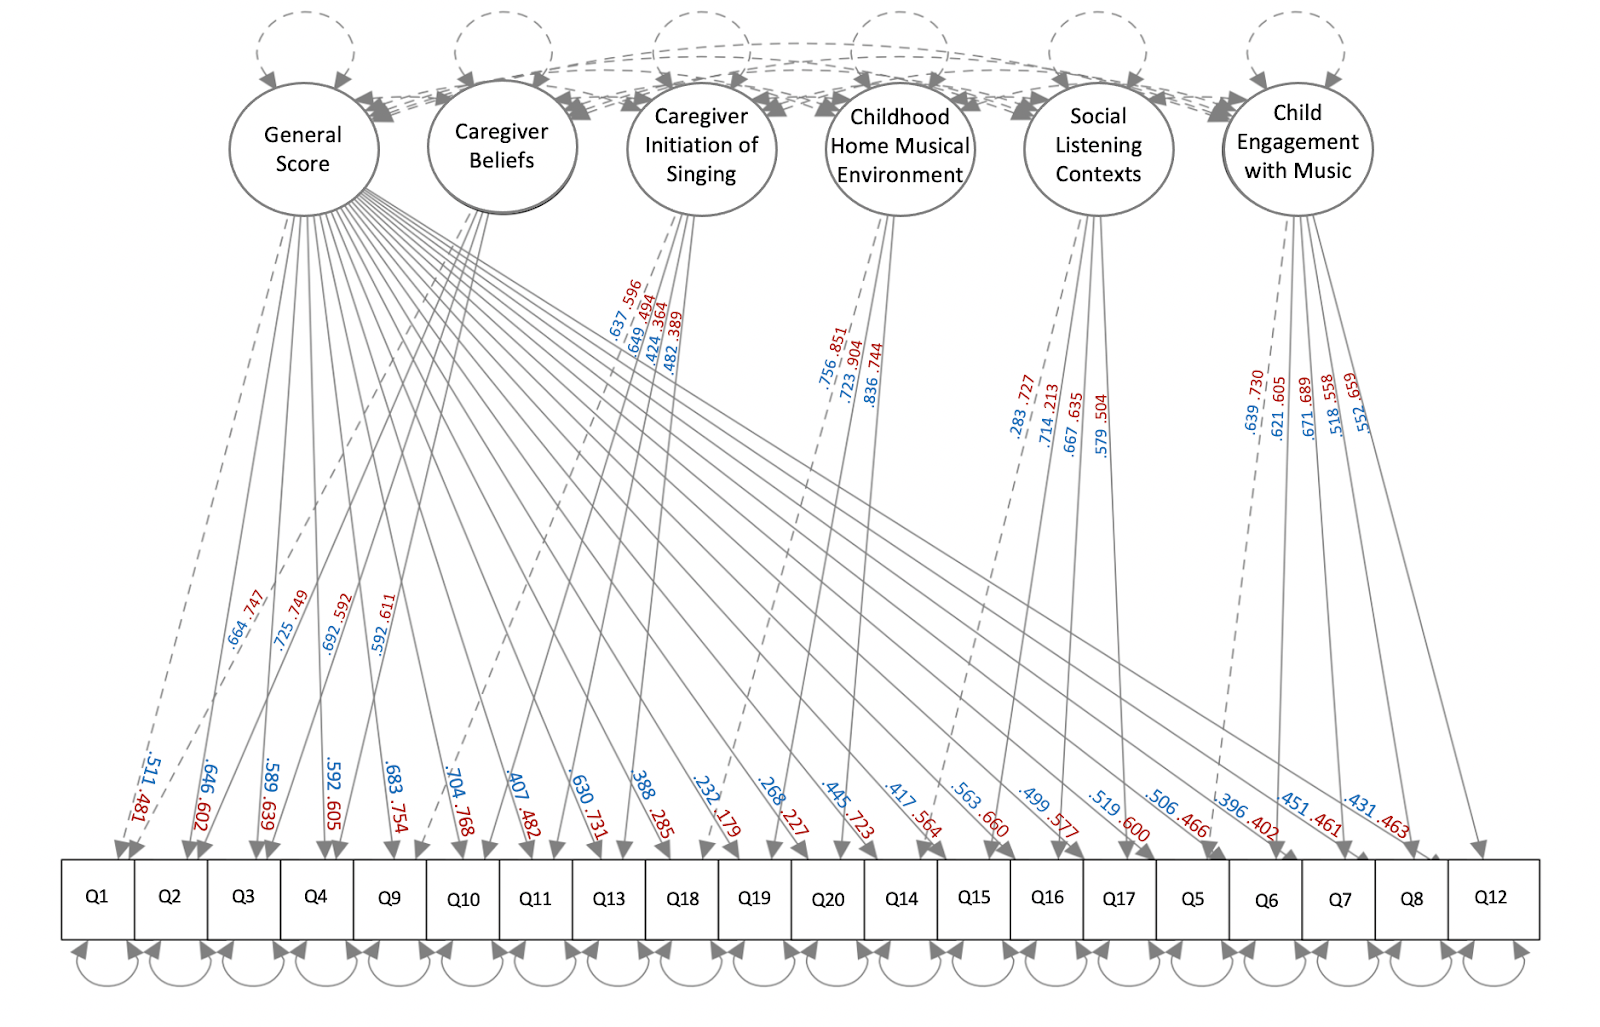 General
Score
Caregiver
Beliefs
Caregiver
Initiation of
Singing
Childhood
Home Musical
Environment
Social
Listening
Contexts
Child
Engagement
with Music
.637 .596
.649 .494
.424 .364
.482 .389
.756 .851
.723 .904
.836 .744
.283 .727
.714 .213
.667 .635
.579 .504
.639 .730
.621 .605
.671 .689
.518 .558
.552 .659
.664 .747
.725 .749
.692 .592
.592 .611
.511 .481
.646 .602
.589 .639
.592 .605
.683 .754
.704 .768
.407 .482
.630 .731
.388 .285
.232 .179
.268 .227
.445 .723
.417 .564
.563 .660
.499 .577
.519 .600
.506 .466
.396 .402
.451 .461
.431 .463
Q1 Q2 Q3 Q4 Q9 Q10 Q11 Q13 Q18 Q19 Q20 Q14 Q15 Q16 Q17 Q5 Q6 Q7 Q8 Q12